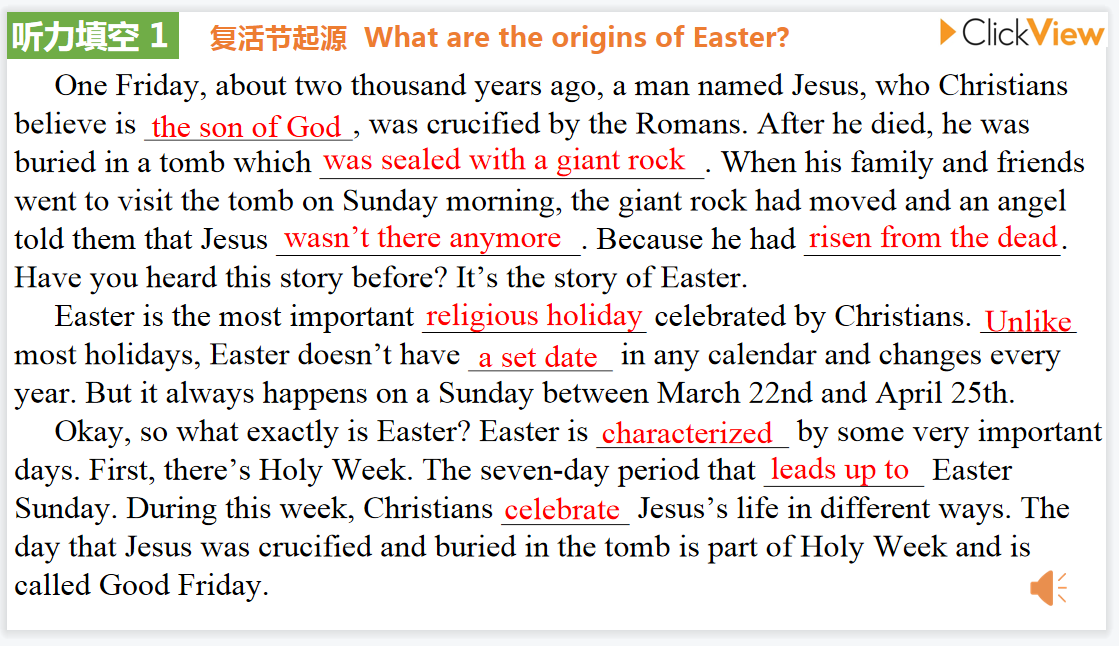 听力填空 1 复活节起源 What are the origins of Easter? ClickView
One Friday, about two thousand years ago, a man named Jesus, who Christians
believe is the son of God, was crucified by the Romans. After he died, he was
buried in a tomb which was sealed with a giant rock. When his family and friends
went to visit the tomb on Sunday morning, the giant rock had moved and an angel
told them that Jesus wasn't there anymore. Because he had risen from the dead.
Have you heard this story before? It's the story of Easter.
Easter is the most important religious holiday celebrated by Christians. Unlike
most holidays, Easter doesn't have a set date in any calendar and changes every
year. But it always happens on a Sunday between March 22nd and April 25th.
Okay, so what exactly is Easter? Easter is characterized by some very important
days. First, there's Holy Week. The seven-day period that leads up to Easter
Sunday. During this week, Christians celebrate Jesus's life in different ways. The
day that Jesus was crucified and buried in the tomb is part of Holy Week and is
called Good Friday.